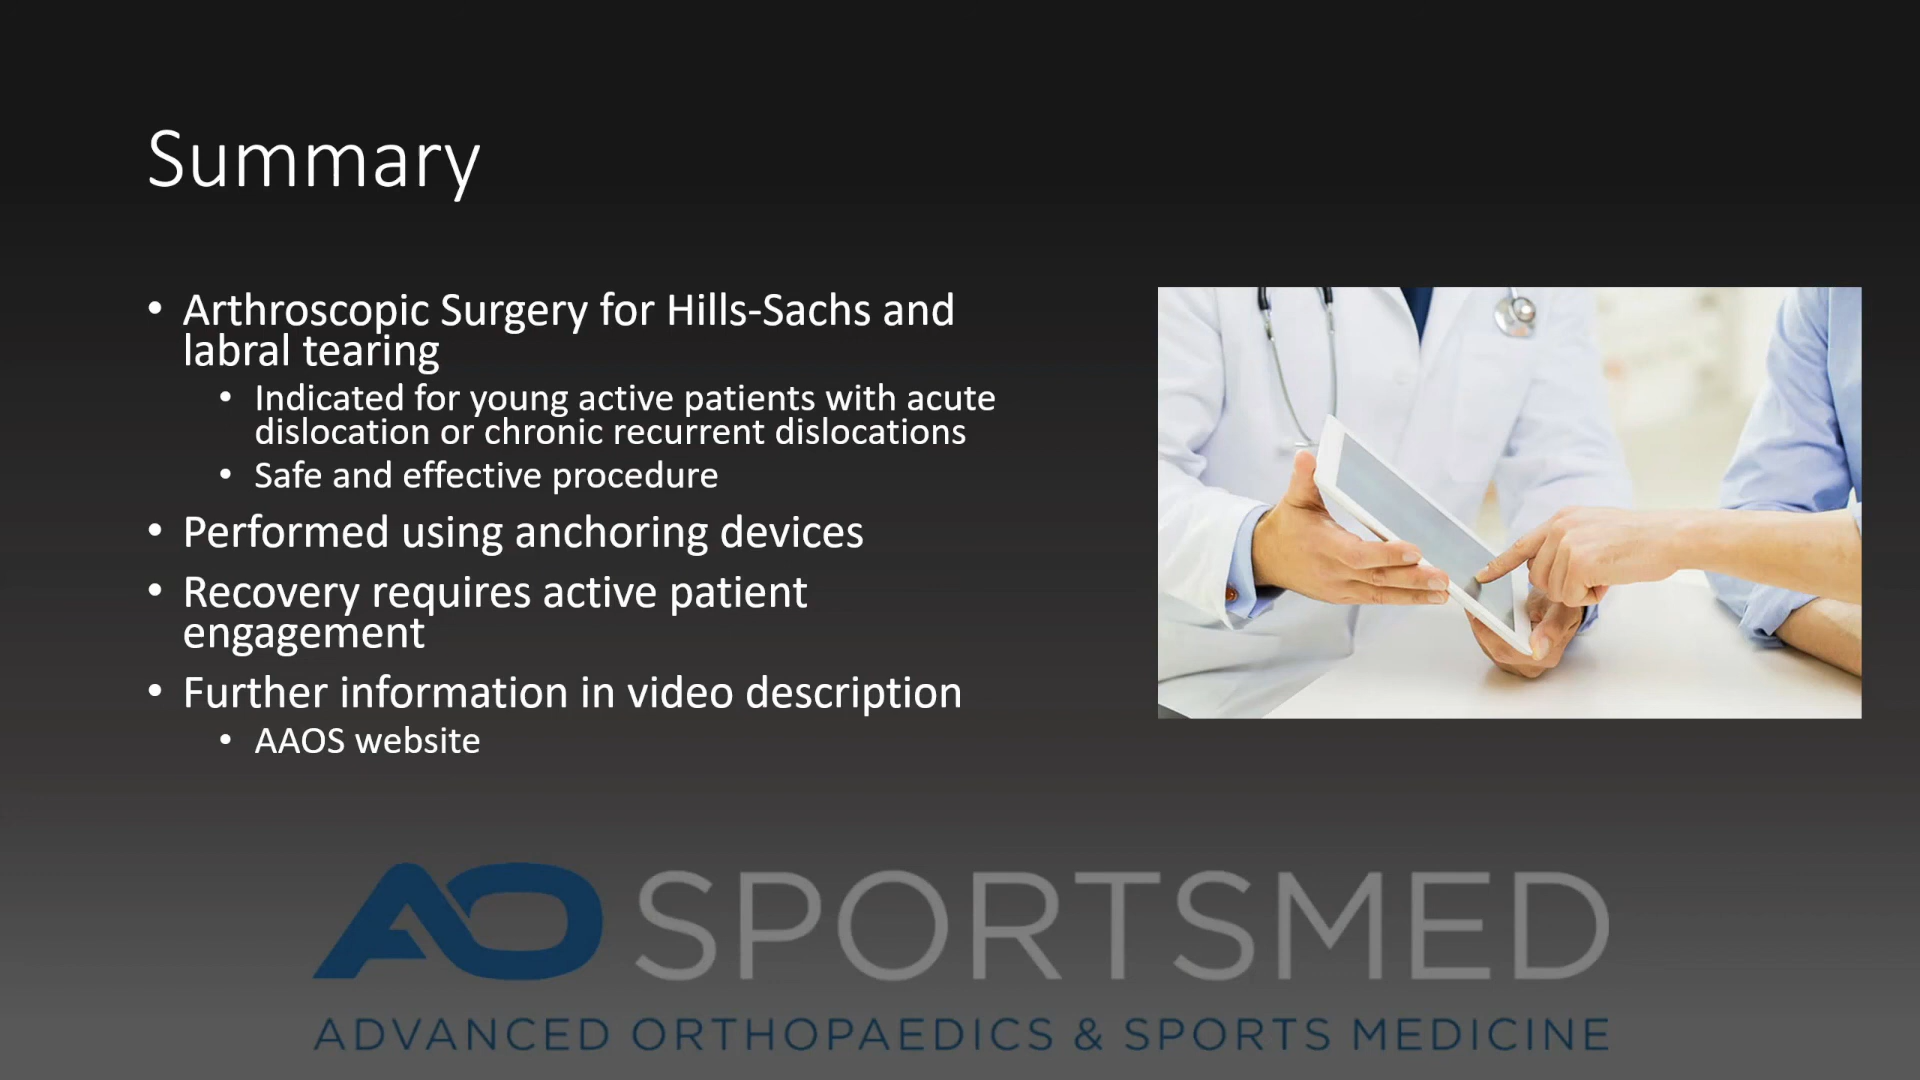 Summary
• Arthroscopic Surgery for Hills-Sachs and
labral tearing
• Indicated for young active patients with acute
dislocation or chronic recurrent dislocations
• Safe and effective procedure
• Performed using anchoring devices
• Recovery requires active patient
engagement
• Further information in video description
• AAOS website
AO SPORTSMED
ADVANCED ORTHOPAEDICS & SPORTS MEDICINE